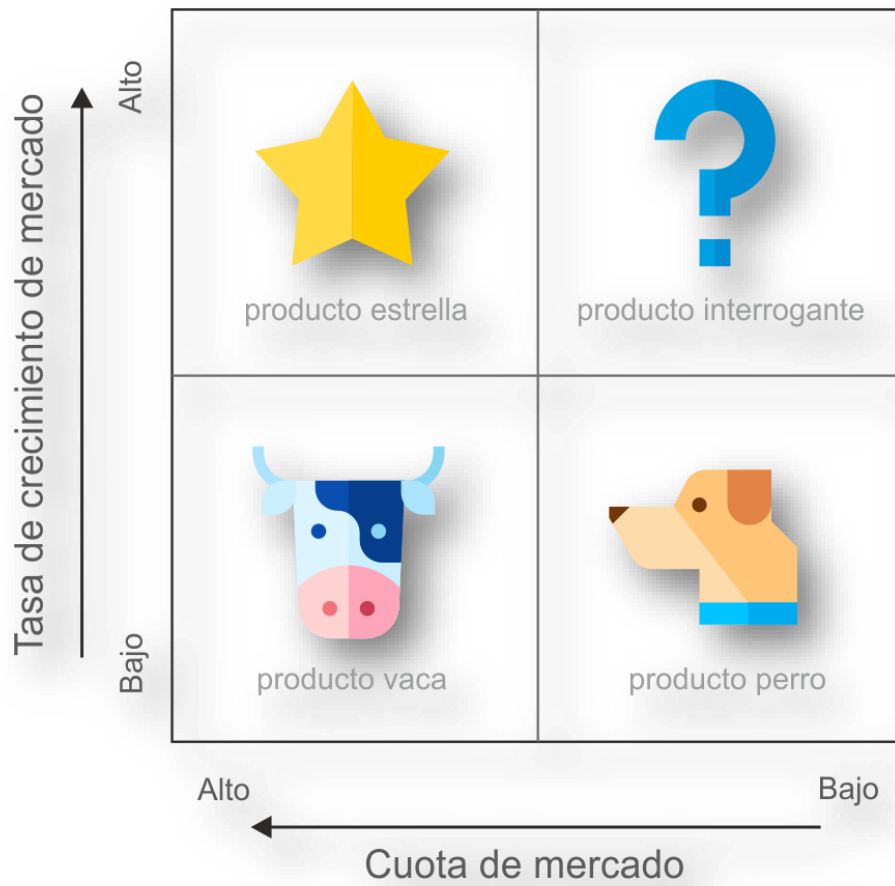 Tasa de crecimiento de mercado
Alto
Bajo
producto estrella
producto interrogante
producto vaca
producto perro
Alto
Bajo
Cuota de mercado